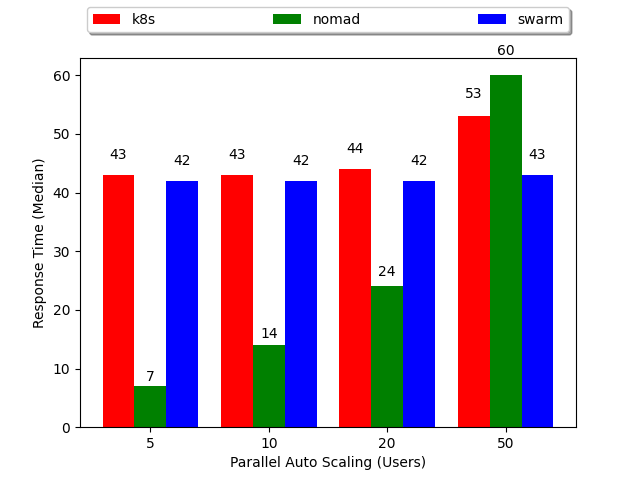 k8s nomad swarm
60
53
43 42 43 42 44 42 43
24
14
7
60
50
40
30
20
10
0
Response Time (Median)
5 10 20 50
Parallel Auto Scaling (Users)